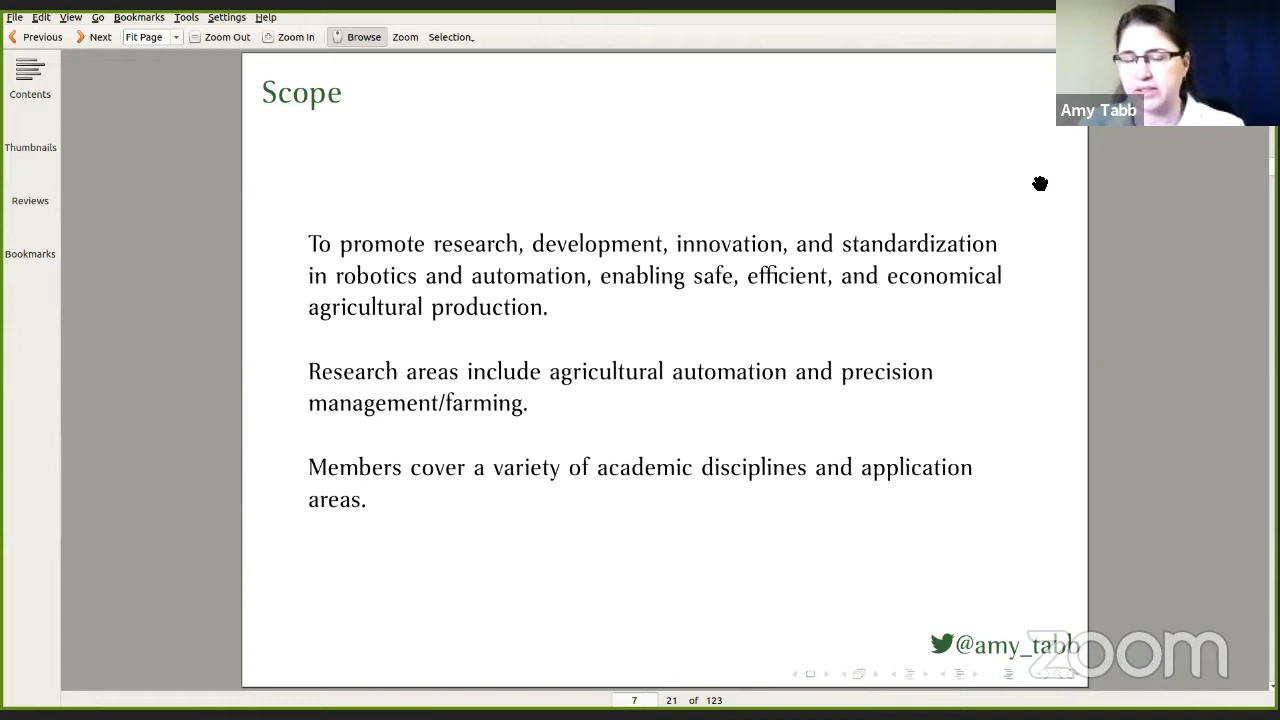 File Edit View Go Bookmarks Tools Settings Help
Previous Next Fit Page Zoom Out Zoom In Browse Zoom Selection
Contents
Thumbnails
Reviews
Bookmarks
Amy Tabb
Scope
To promote research, development, innovation, and standardization
in robotics and automation, enabling safe, efficient, and economical
agricultural production.
Research areas include agricultural automation and precision
management/farming.
Members cover a variety of academic disciplines and application
areas.
@amy_tabb
zoom
7 21 of 123